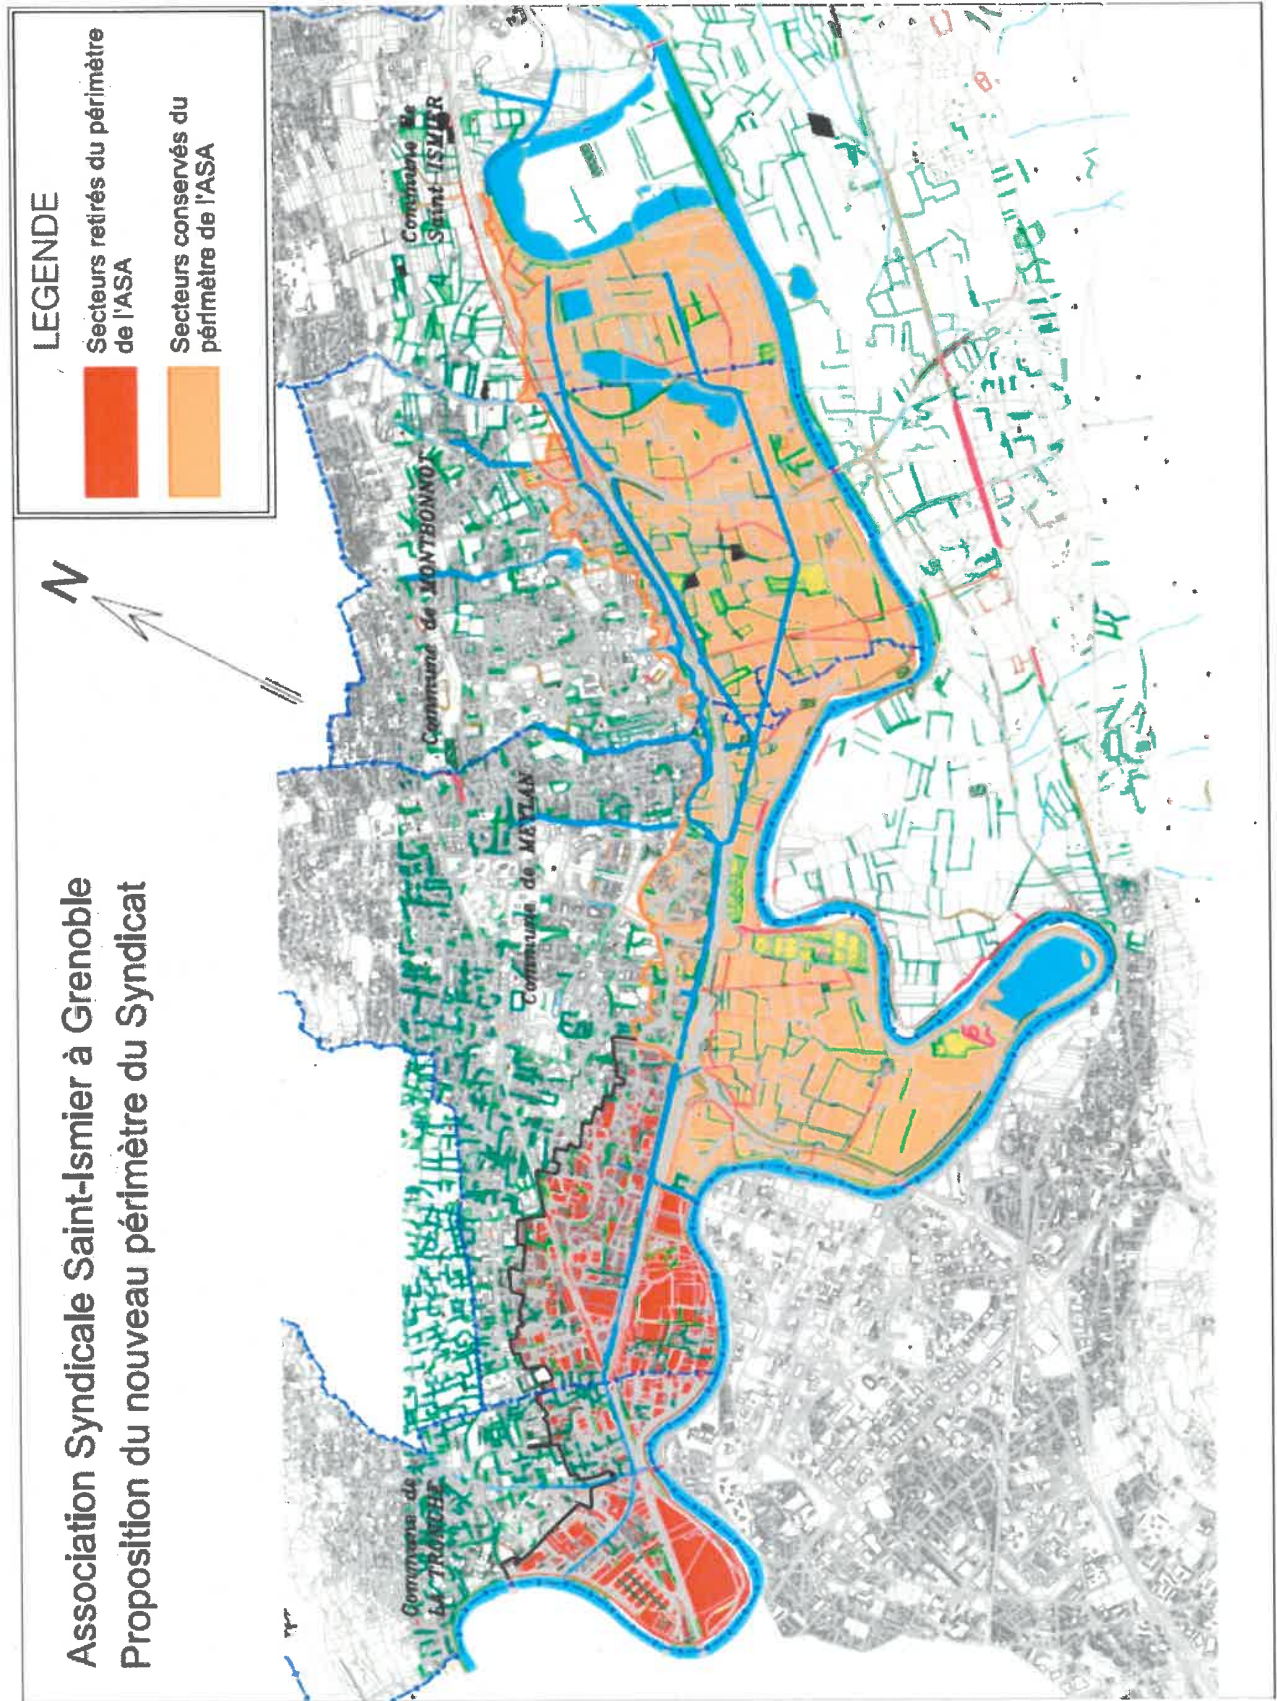 Association Syndicale Saint-Ismier à Grenoble
Proposition du nouveau périmètre du Syndicat
N
LEGENDE
Secteurs retirés du périmètre
de l'ASA
Secteurs conservés du
périmètre de l'ASA
Commune de
LA TRONCHE
Commune de MEYLAN
Commune de MONTBONNOT
Commune de
Saint ISMIER